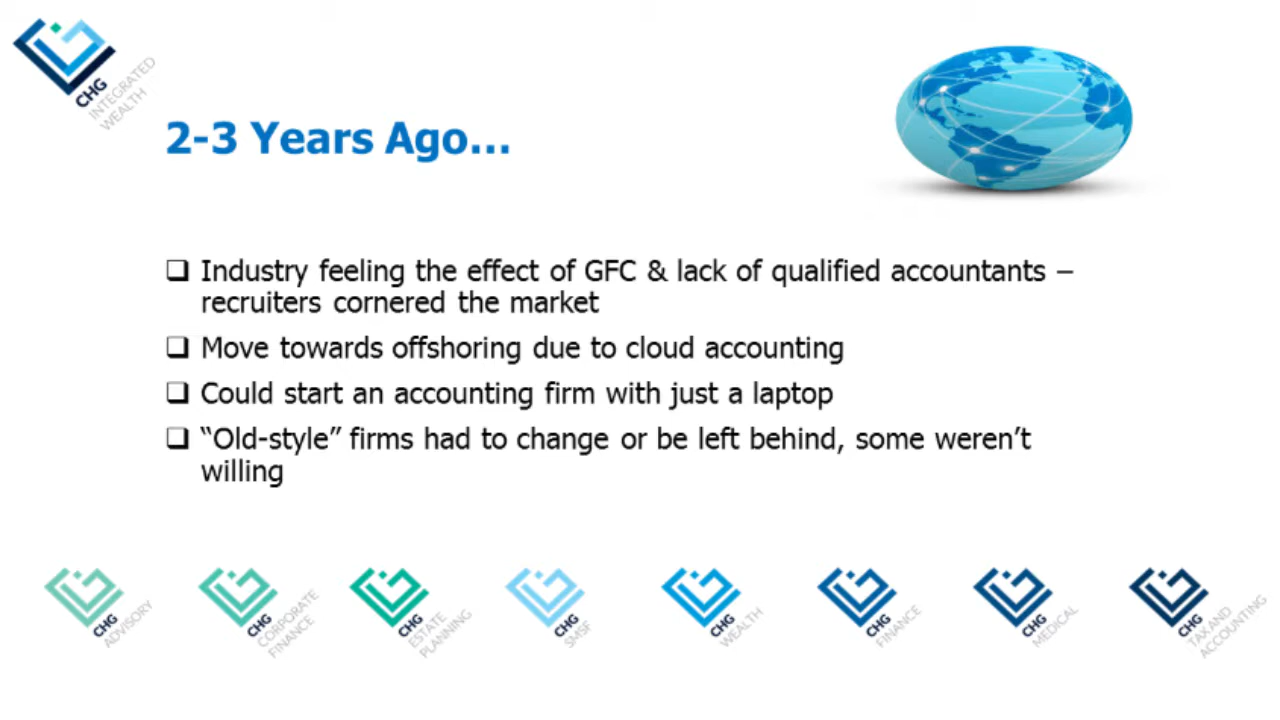 CHG
INTEGRATED
WEALTH
2-3 Years Ago...
❑ Industry feeling the effect of GFC & lack of qualified accountants –
recruiters cornered the market
❑ Move towards offshoring due to cloud accounting
❑ Could start an accounting firm with just a laptop
❑ “Old-style” firms had to change or be left behind, some weren’t
willing
CHG
ADVISORY
CHG
CORPORATE
FINANCE
CHG
ESTATE
PLANNING
CHG
SMSF
CHG
WEALTH
CHG
FINANCE
CHG
MEDICAL
CHG
TAX AND
ACCOUNTING